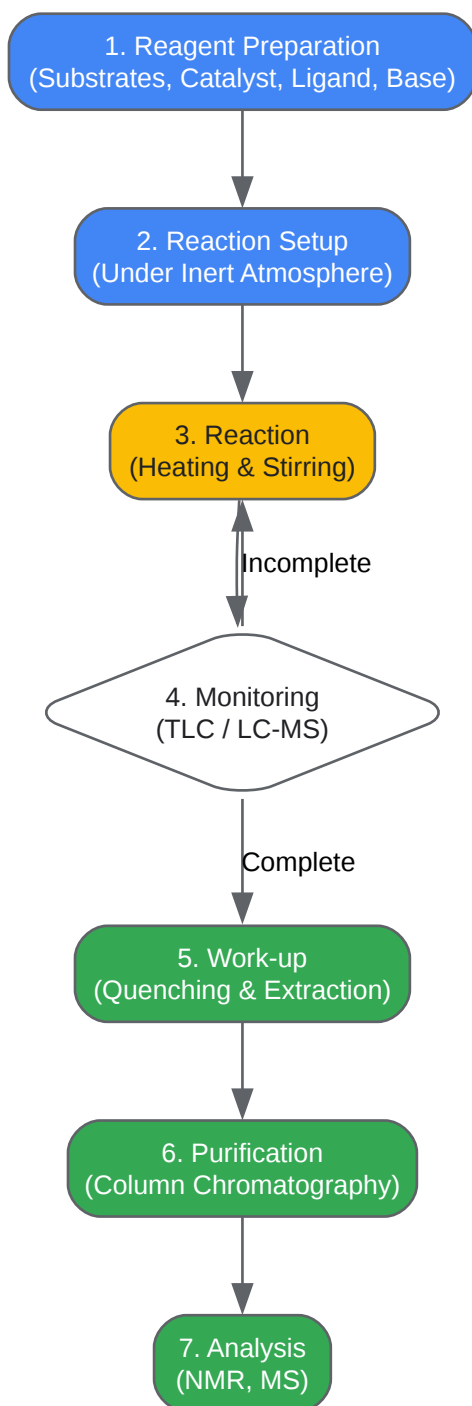 1. Reagent Preparation
(Substrates, Catalyst, Ligand, Base)
2. Reaction Setup
(Under Inert Atmosphere)
3. Reaction
(Heating & Stirring)
Incomplete
4. Monitoring
(TLC / LC-MS)
Complete
5. Work-up
(Quenching & Extraction)
6. Purification
(Column Chromatography)
7. Analysis
(NMR, MS)